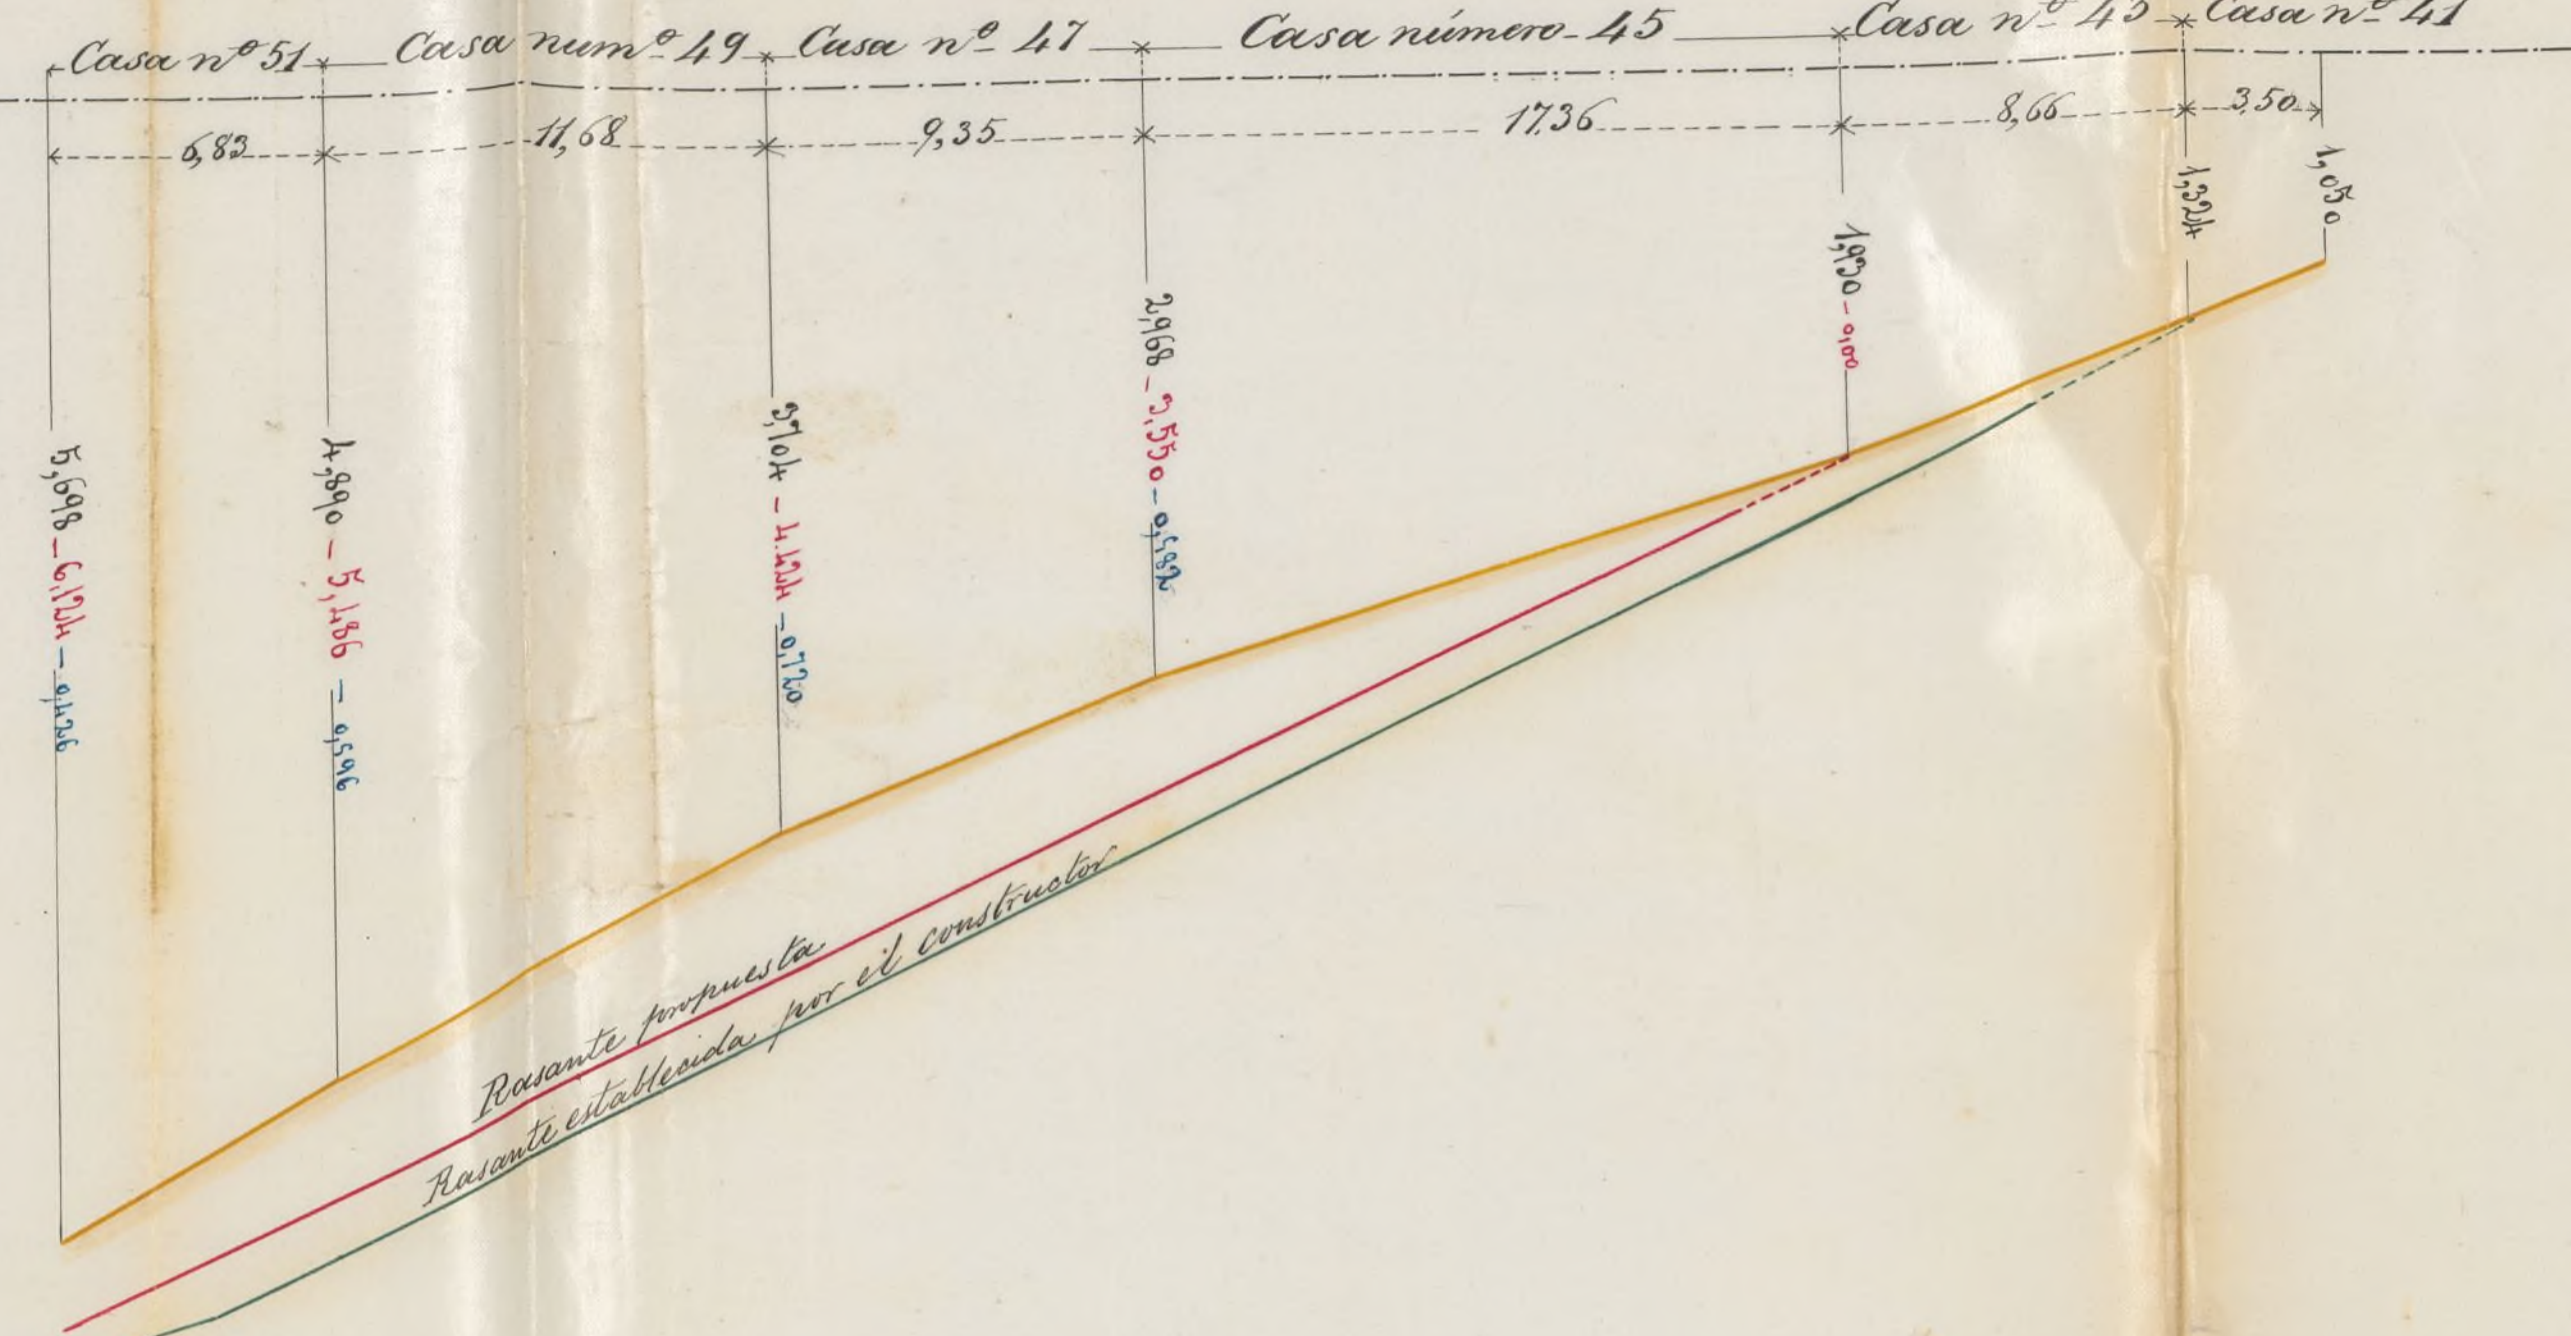 Casa nº 51 Casa numº 49 Casa nº 47 Casa número 45 Casa nº 43 Casa nº 41
6,83 11,68 9,35 17,36 8,66 3,50
5,698 – 6,124 – 0,426
4,890 – 5,486 – 0,596
3,704 – 4.424 – 0,720
2,968 – 3,550 – 0,582
1,930 – 0,00
1,324
1,050
Rasante propuesta
Rasante establecida por el constructor